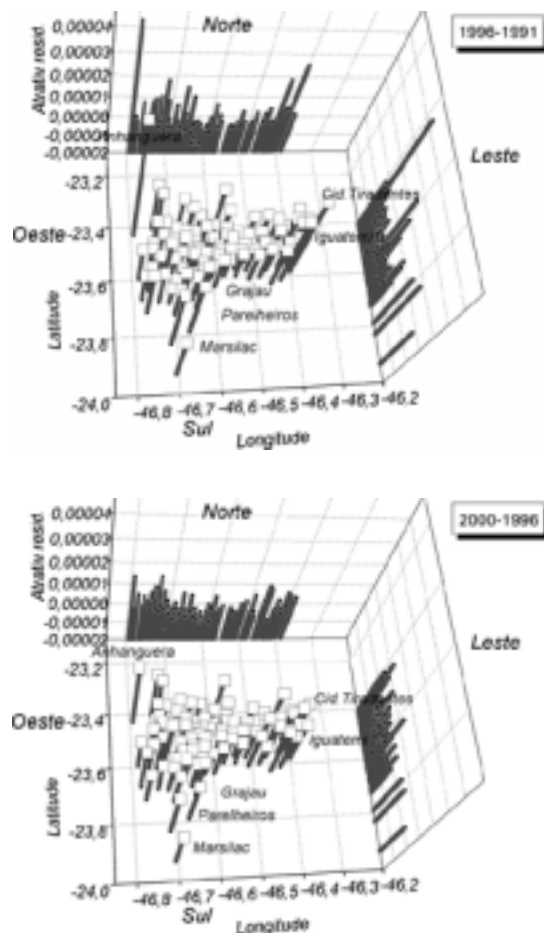 0,00004
Norte
1996-1991
0,00003
0,00002
0,00001
0,00000
-0,00001
-0,00002
Atrativ resid.
Anhanguera
Leste
-23,2
Cid Tiradentes
Oeste
-23,4
Iguatemi
-23,6
Grajau
Parelheiros
Latitude
-23,8
Marsilac
-24,0
-46,8 -46,7 -46,6 -46,5 -46,4 -46,3 -46,2
Sul
Longitude
0,00004
Norte
2000-1996
0,00003
0,00002
0,00001
0,00000
-0,00001
-0,00002
Atrativ resid.
Anhanguera
Leste
-23,2
Cid Tiradentes
Oeste
-23,4
Iguatemi
-23,6
Grajau
Parelheiros
Latitude
-23,8
Marsilac
-24,0
-46,8 -46,7 -46,6 -46,5 -46,4 -46,3 -46,2
Sul
Longitude